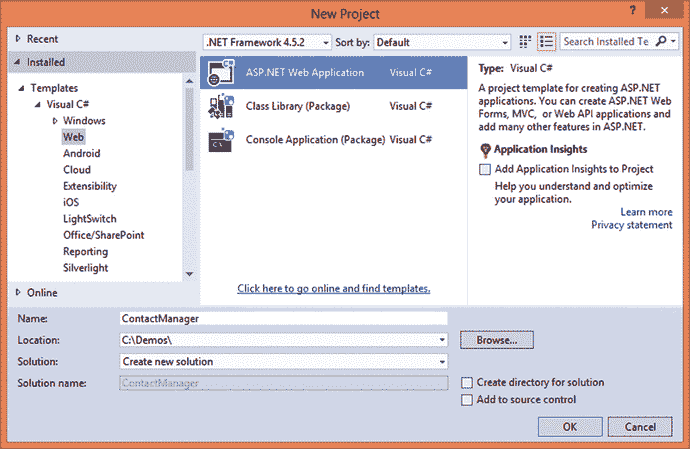 New Project
? ×
Recent
.NET Framework 4.5.2 Sort by: Default Search Installed Te
Installed
Templates
Visual C#
Windows
Web
Android
Cloud
Extensibility
iOS
LightSwitch
Office/SharePoint
Reporting
Silverlight
Online
ASP.NET Web Application Visual C#
Class Library (Package) Visual C#
Console Application (Package) Visual C#
Click here to go online and find templates.
Type: Visual C#
A project template for creating ASP.NET
applications. You can create ASP.NET Web
Forms, MVC, or Web API applications and
add many other features in ASP.NET.
Application Insights
Add Application Insights to Project
Help you understand and optimize
your application.
Learn more
Privacy statement
Name: ContactManager
Location: C:\Demos\ Browse...
Solution: Create new solution
Solution name: ContactManager
Create directory for solution
Add to source control
OK Cancel